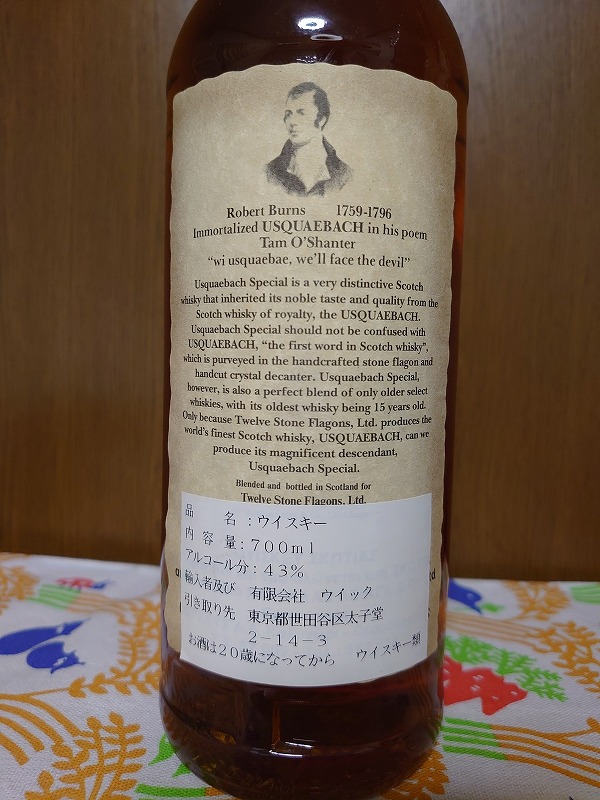 Robert Burns 1759-1796
Immortalized USQUAEBACH in his poem
Tam O'Shanter
"wi usquaebae, we'll face the devil"
Usquaebach Special is a very distinctive Scotch
whisky that inherited its noble taste and quality from the
Scotch whisky of royalty, the USQUAEBACH.
Usquaebach Special should not be confused with
USQUAEBACH, "the first word in Scotch whisky",
which is purveyed in the handcrafted stone flagon and
handcut crystal decanter. Usquaebach Special,
however, is also a perfect blend of only older select
whiskies, with its oldest whisky being 15 years old.
Only because Twelve Stone Flagons, Ltd. produces the
world's finest Scotch whisky, USQUAEBACH, can we
produce its magnificent descendant,
Usquaebach Special.
Blended and bottled in Scotland for
Twelve Stone Flagons, Ltd.
品 名:ウイスキー
内 容 量:700ml
アルコール分:43%
輸入者及び 有限会社 ウイック
引き取り先 東京都世田谷区太子堂
2-14-3
お酒は20歳になってから ウイスキー類